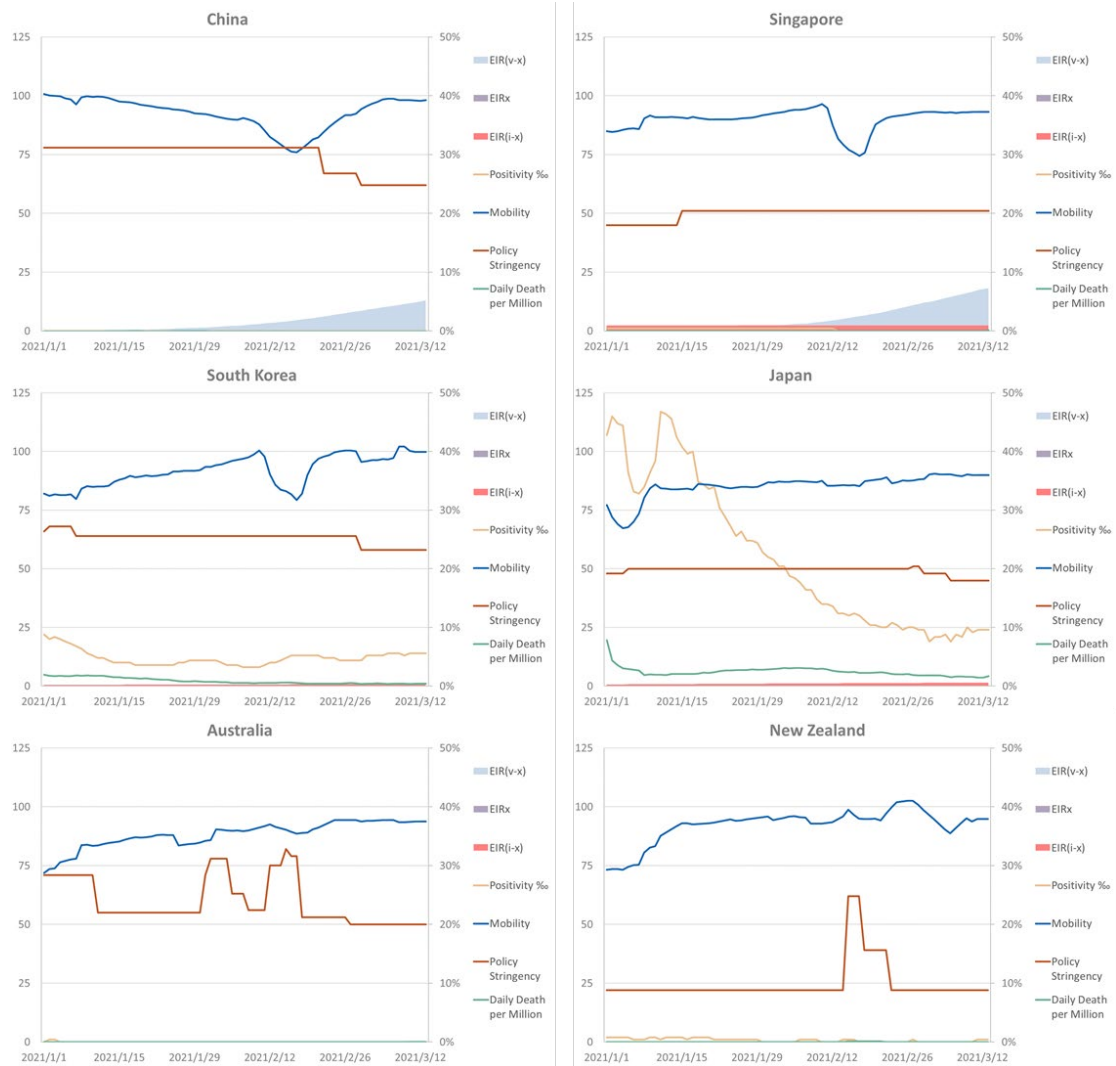 China
125
100
75
50
25
0
50%
40%
30%
20%
10%
0%
2021/1/1 2021/1/15 2021/1/29 2021/2/12 2021/2/26 2021/3/12
EIR(v-x)
EIRx
EIR(i-x)
Positivity ‰
Mobility
Policy
Stringency
Daily Death
per Million
Singapore
125
100
75
50
25
0
50%
40%
30%
20%
10%
0%
2021/1/1 2021/1/15 2021/1/29 2021/2/12 2021/2/26 2021/3/12
EIR(v-x)
EIRx
EIR(i-x)
Positivity ‰
Mobility
Policy
Stringency
Daily Death
per Million
South Korea
125
100
75
50
25
0
50%
40%
30%
20%
10%
0%
2021/1/1 2021/1/15 2021/1/29 2021/2/12 2021/2/26 2021/3/12
EIR(v-x)
EIRx
EIR(i-x)
Positivity ‰
Mobility
Policy
Stringency
Daily Death
per Million
Japan
125
100
75
50
25
0
50%
40%
30%
20%
10%
0%
2021/1/1 2021/1/15 2021/1/29 2021/2/12 2021/2/26 2021/3/12
EIR(v-x)
EIRx
EIR(i-x)
Positivity ‰
Mobility
Policy
Stringency
Daily Death
per Million
Australia
125
100
75
50
25
0
50%
40%
30%
20%
10%
0%
2021/1/1 2021/1/15 2021/1/29 2021/2/12 2021/2/26 2021/3/12
EIR(v-x)
EIRx
EIR(i-x)
Positivity ‰
Mobility
Policy
Stringency
Daily Death
per Million
New Zealand
125
100
75
50
25
0
50%
40%
30%
20%
10%
0%
2021/1/1 2021/1/15 2021/1/29 2021/2/12 2021/2/26 2021/3/12
EIR(v-x)
EIRx
EIR(i-x)
Positivity ‰
Mobility
Policy
Stringency
Daily Death
per Million